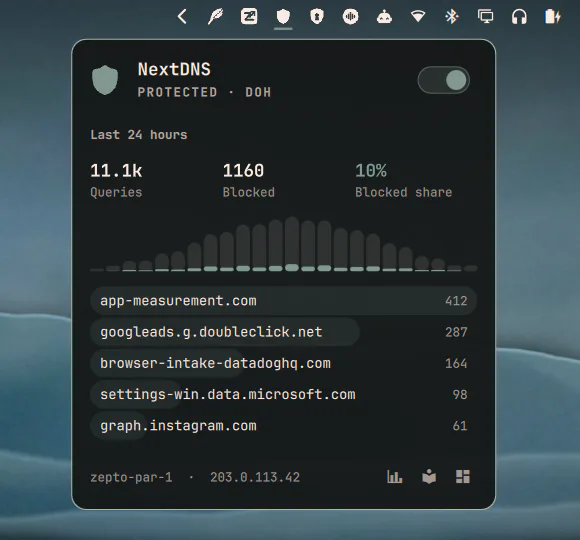 NextDNS
PROTECTED · DOH
Last 24 hours
11.1k 1160 10%
Queries Blocked Blocked share
app-measurement.com 412
googleads.g.doubleclick.net 287
browser-intake-datadoghq.com 164
settings-win.data.microsoft.com 98
graph.instagram.com 61
zepto-par-1 · 203.0.113.42